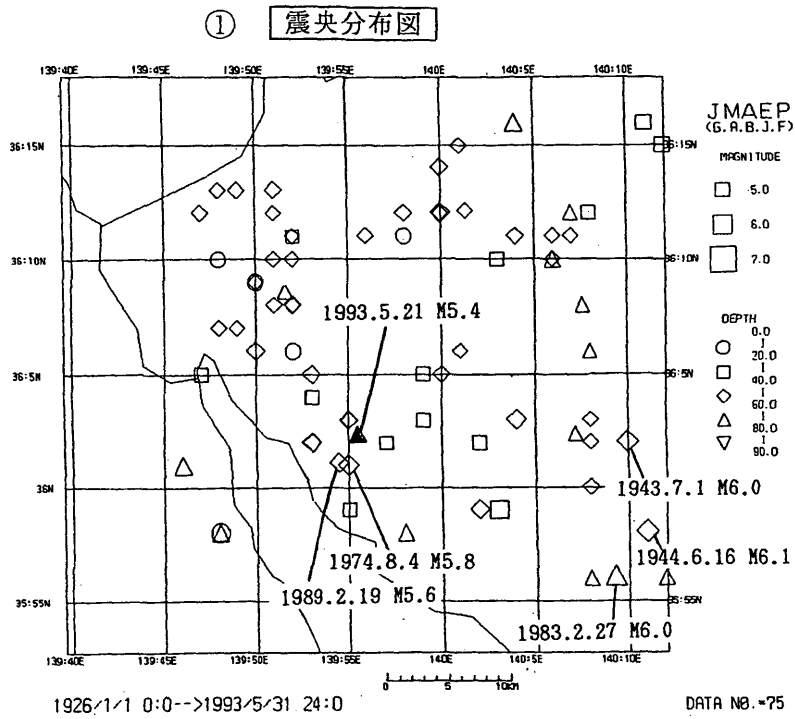 ① 震央分布図
139:40E 139:45E 139:50E 139:55E 140E 140:5E 140:10E
JMAEP
(G.A.B.J.F)
MAGNITUDE
5.0
6.0
7.0
DEPTH
0.0
I
20.0
I
40.0
I
60.0
I
80.0
I
90.0
36:15N 36:15N
36:10N 36:10N
1993.5.21 M5.4
36:5N 36:5N
36N
1943.7.1 M6.0
1974.8.4 M5.8
1944.6.16 M6.1
1989.2.19 M5.6
35:55N 35:55N
1983.2.27 M6.0
139:40E 139:45E 139:50E 139:55E 140E 140:5E 140:10E
0 5 10km
1926/1/1 0:0-->1993/5/31 24:0
DATA NO.=75